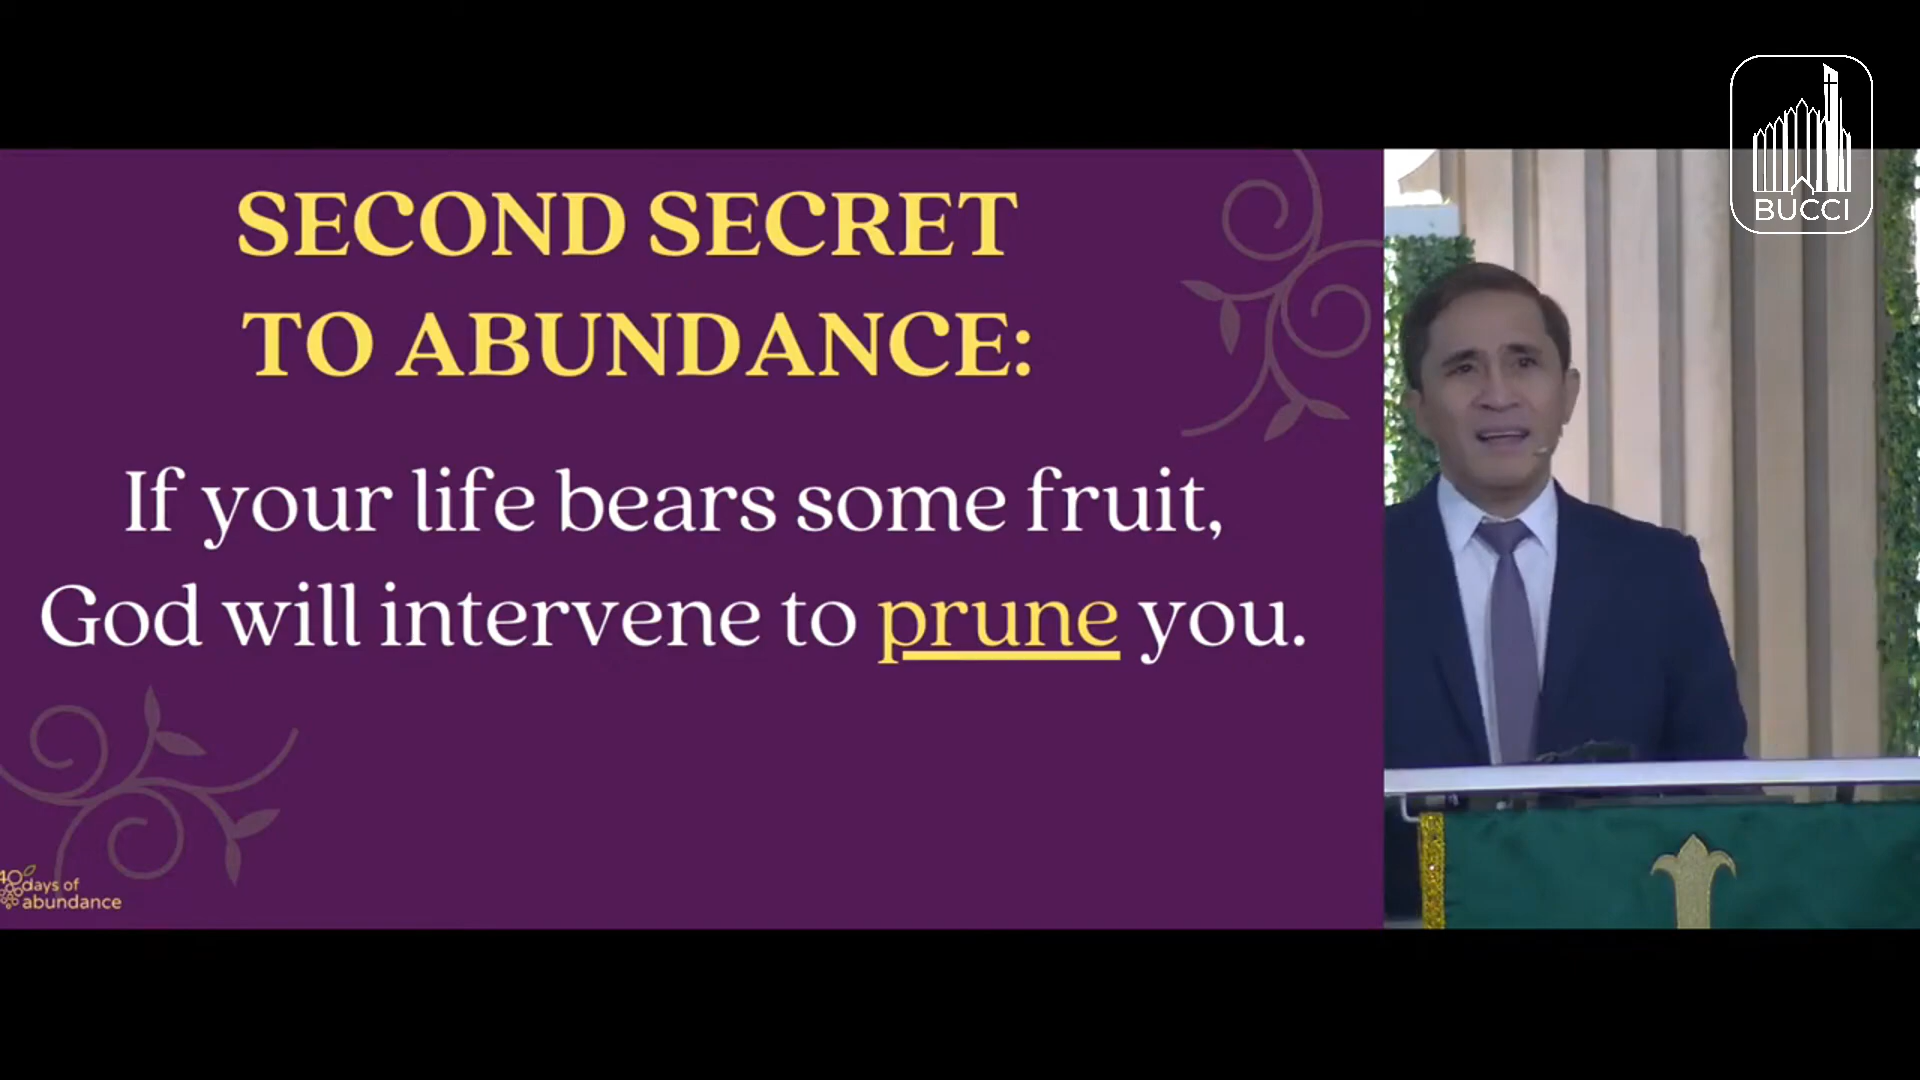 BUCCI
SECOND SECRET
TO ABUNDANCE:
If your life bears some fruit,
God will intervene to prune you.
40 days of
abundance